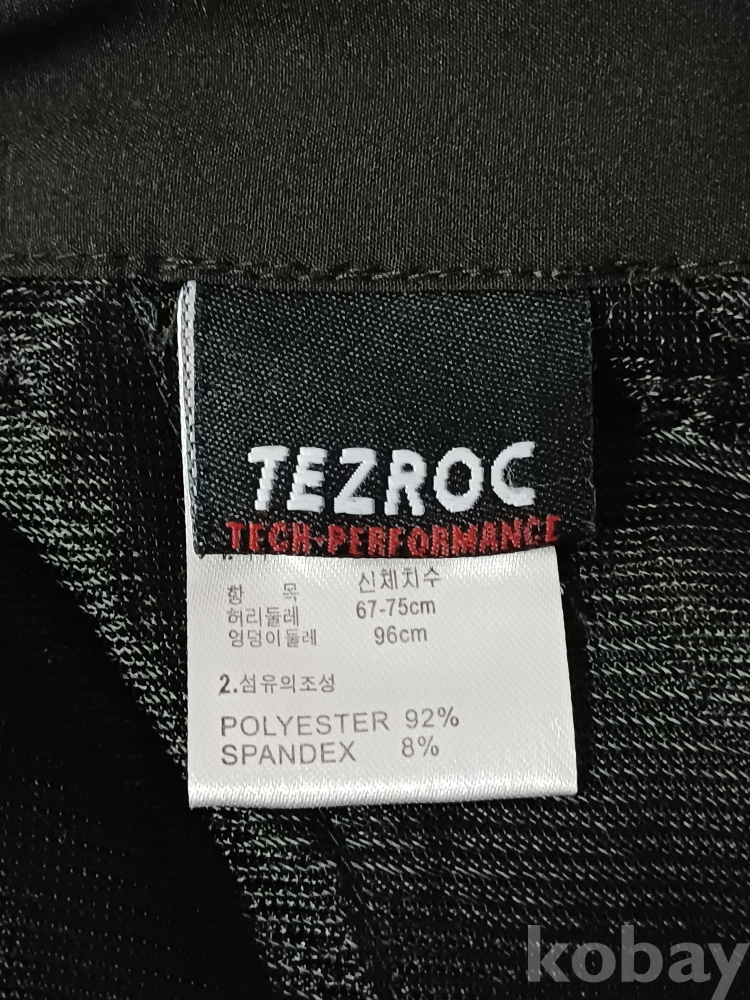 TEZROC
TECH-PERFORMANCE
항 목 신체치수
허리둘레 67-75cm
엉덩이둘레 96cm
2.섬유의조성
POLYESTER 92%
SPANDEX 8%
kobay